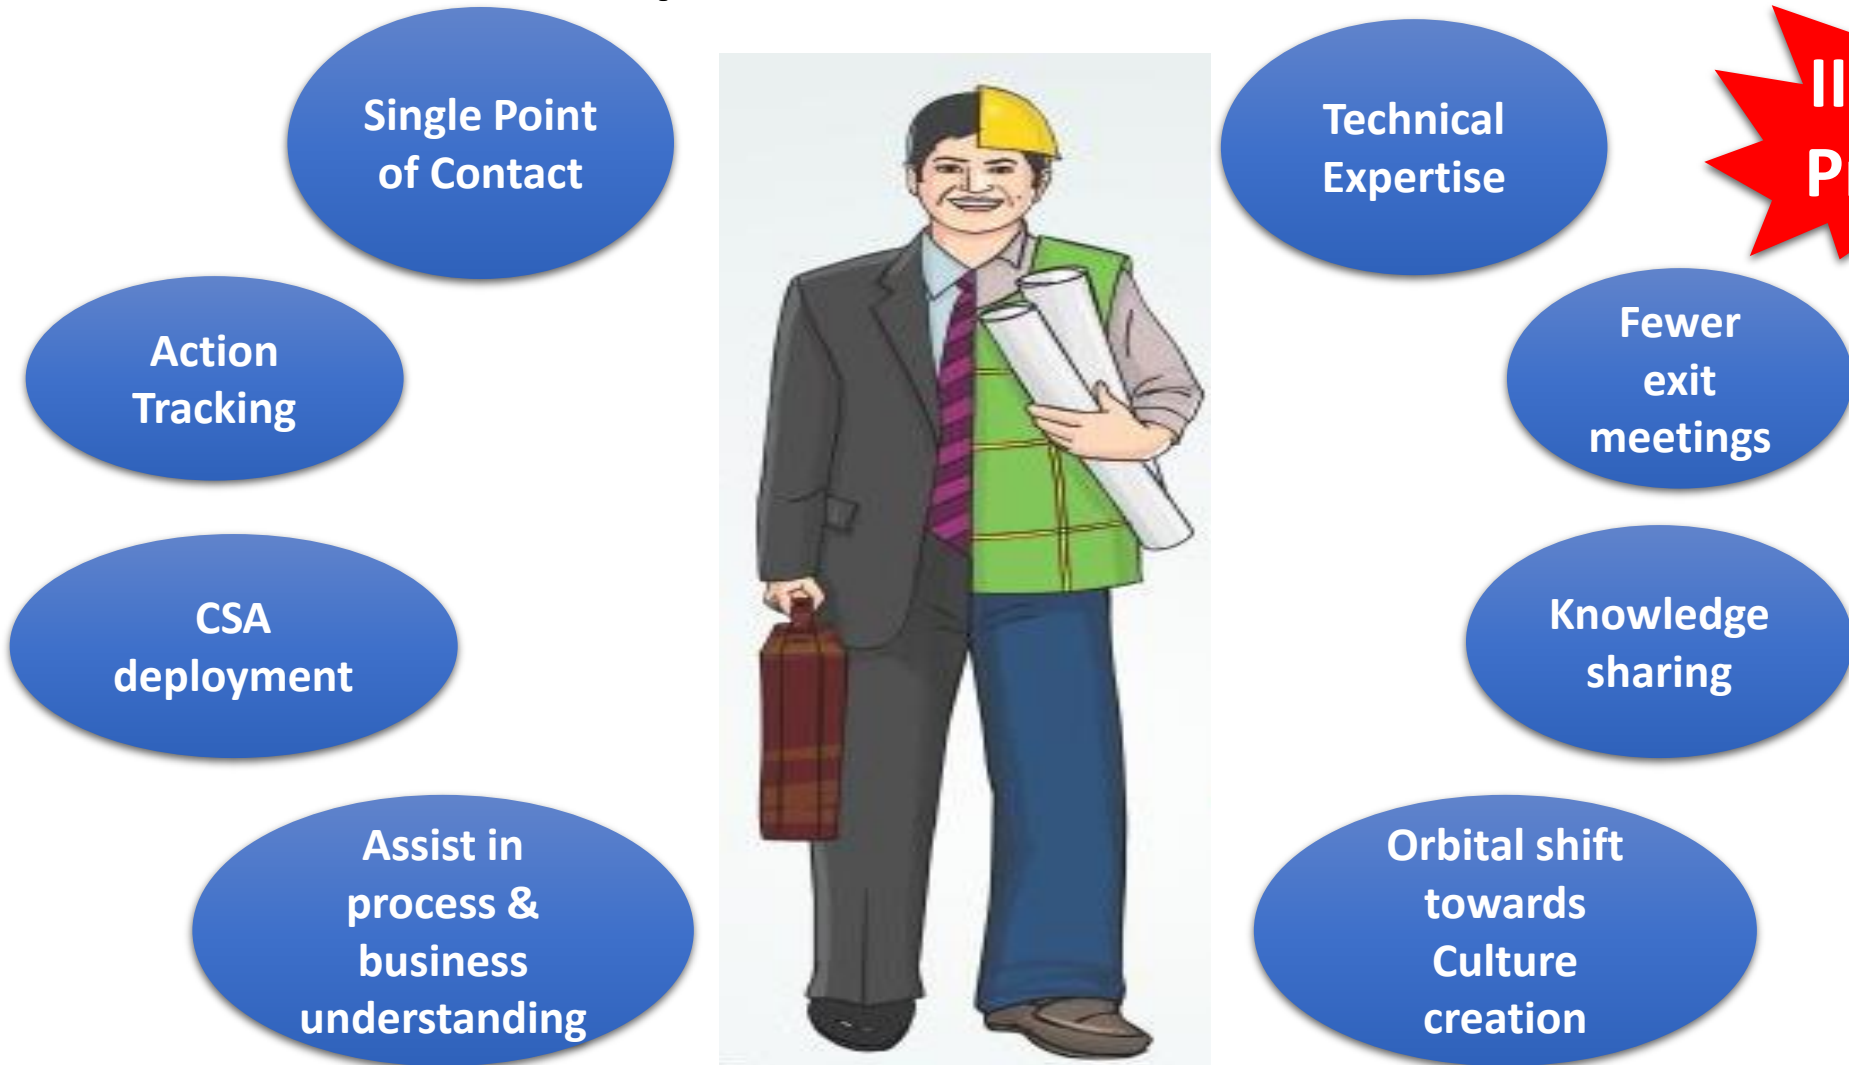 Single Point
of Contact
Technical
Expertise
Action
Tracking
Fewer
exit
meetings
CSA
deployment
Knowledge
sharing
Assist in
process &
business
understanding
Orbital shift
towards
Culture
creation